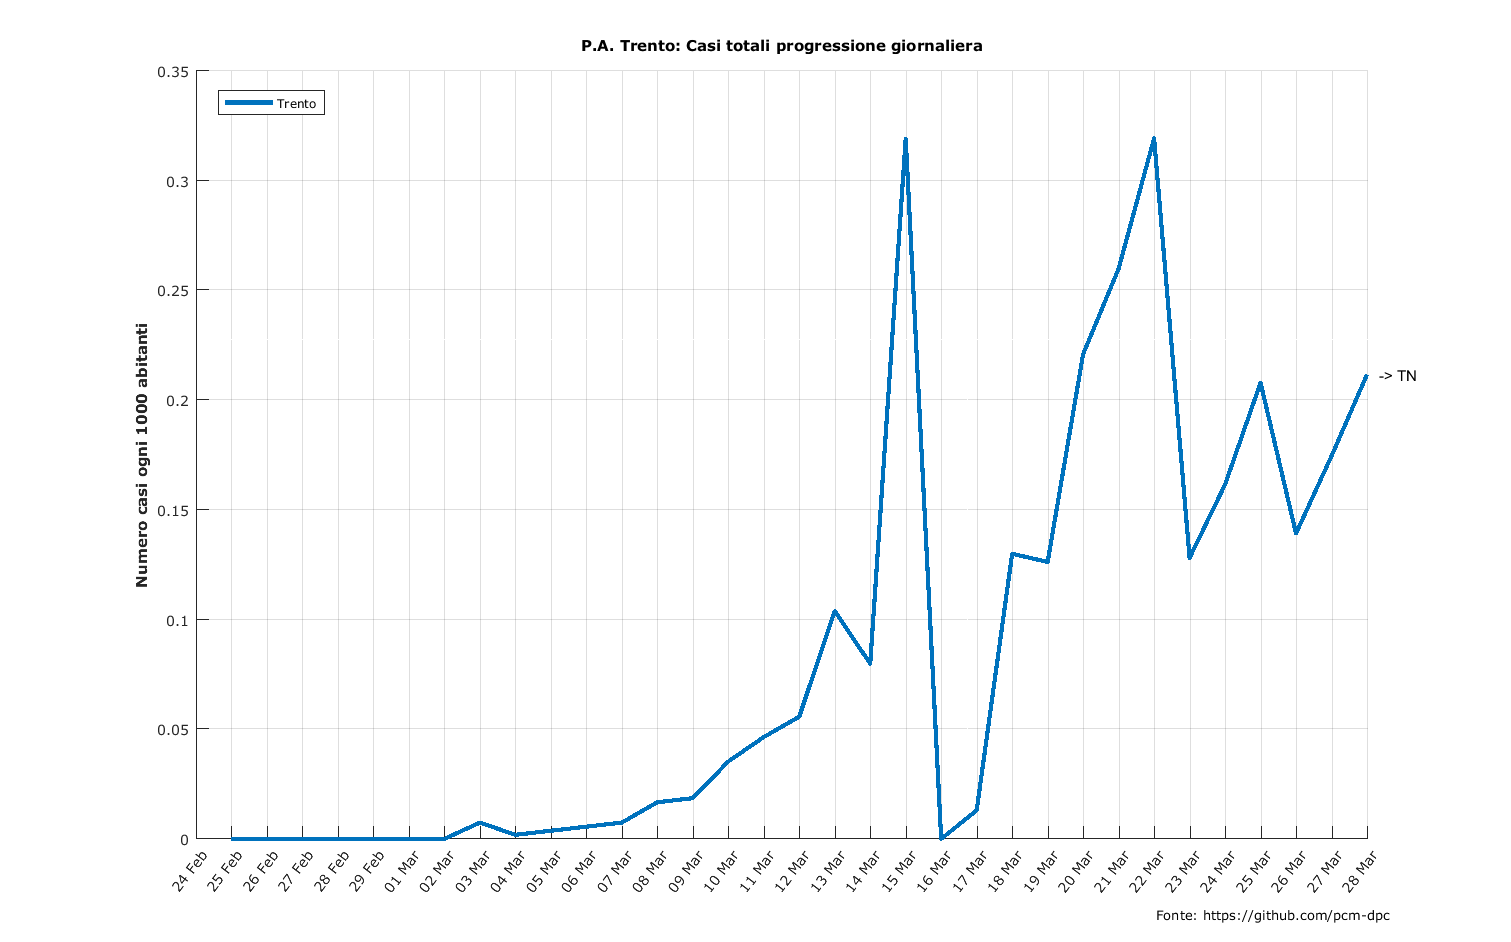 P.A. Trento: Casi totali progressione giornaliera
Trento
0.35
0.3
0.25
0.2
0.15
0.1
0.05
0
Numero casi ogni 1000 abitanti
-> TN
24 Feb
25 Feb
26 Feb
27 Feb
28 Feb
29 Feb
01 Mar
02 Mar
03 Mar
04 Mar
05 Mar
06 Mar
07 Mar
08 Mar
09 Mar
10 Mar
11 Mar
12 Mar
13 Mar
14 Mar
15 Mar
16 Mar
17 Mar
18 Mar
19 Mar
20 Mar
21 Mar
22 Mar
23 Mar
24 Mar
25 Mar
26 Mar
27 Mar
28 Mar
Fonte: https://github.com/pcm-dpc